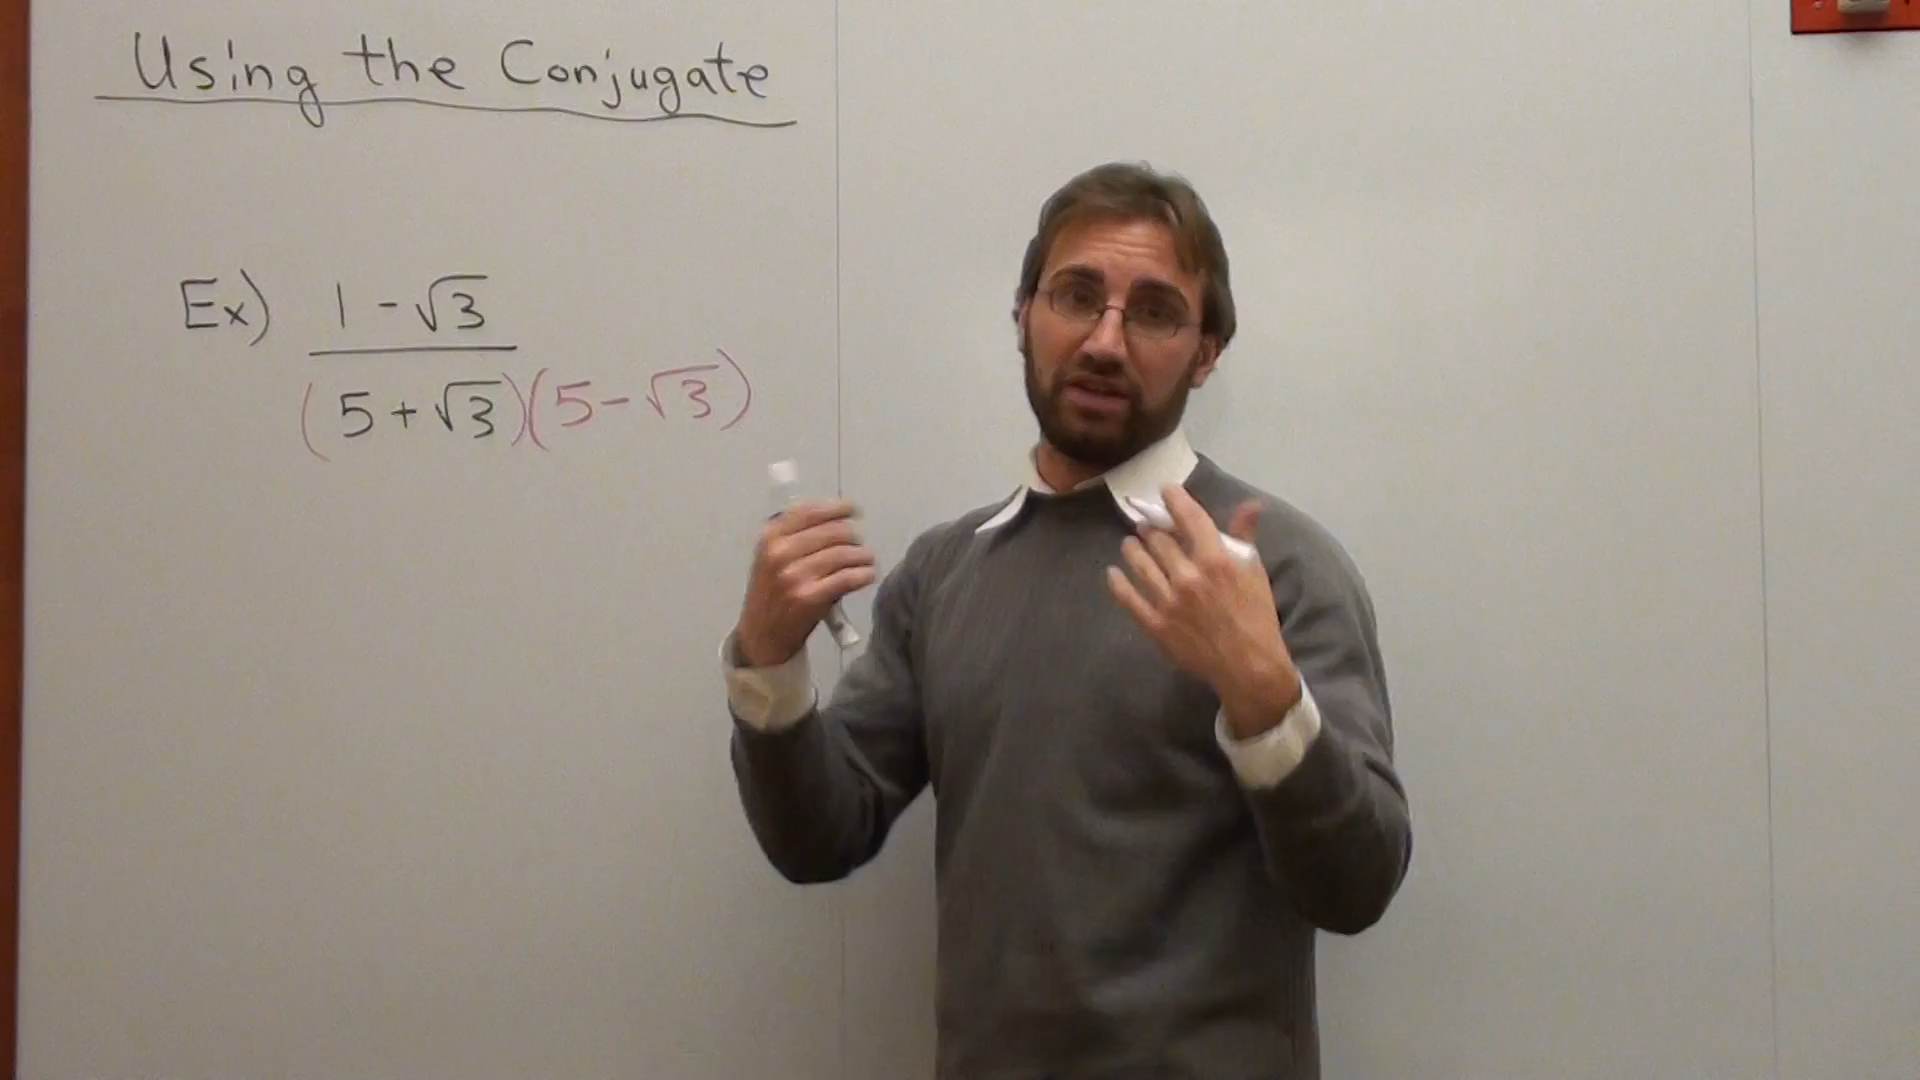 Using the Conjugate
Ex) 1 - √3
(5 + √3)(5 - √3)